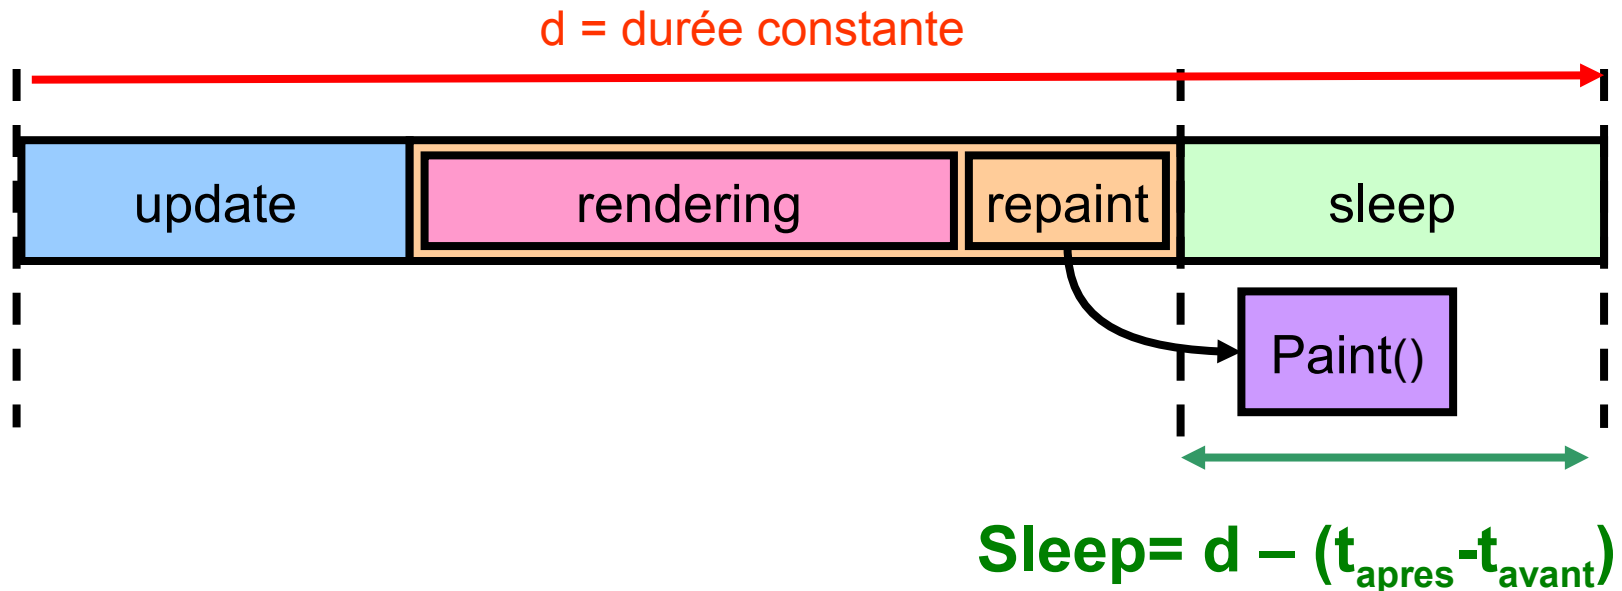 d = durée constante
update rendering repaint sleep
Paint()
Sleep= d – (tapres-tavant)